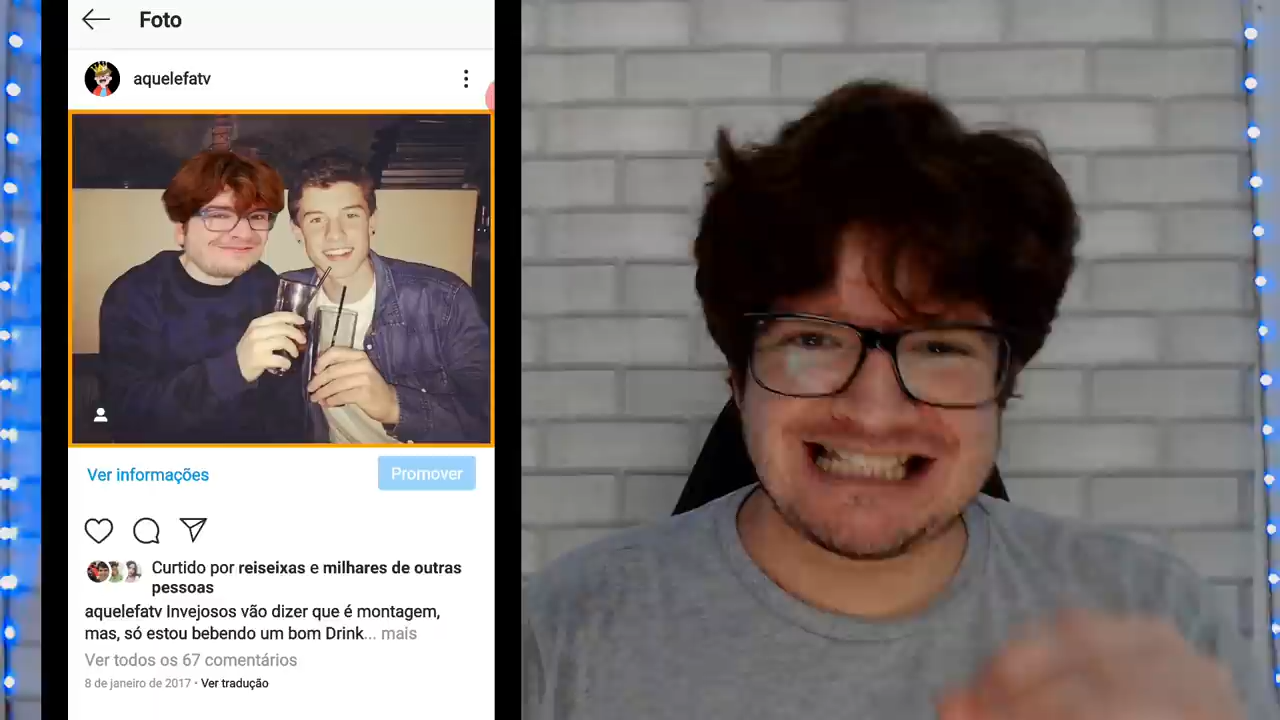 Foto
aquelefatv
Ver informações
Promover
Curtido por reiseixas e milhares de outras
pessoas
aquelefatv Invejosos vão dizer que é montagem,
mas, só estou bebendo um bom Drink... mais
Ver todos os 67 comentários
8 de janeiro de 2017 • Ver tradução